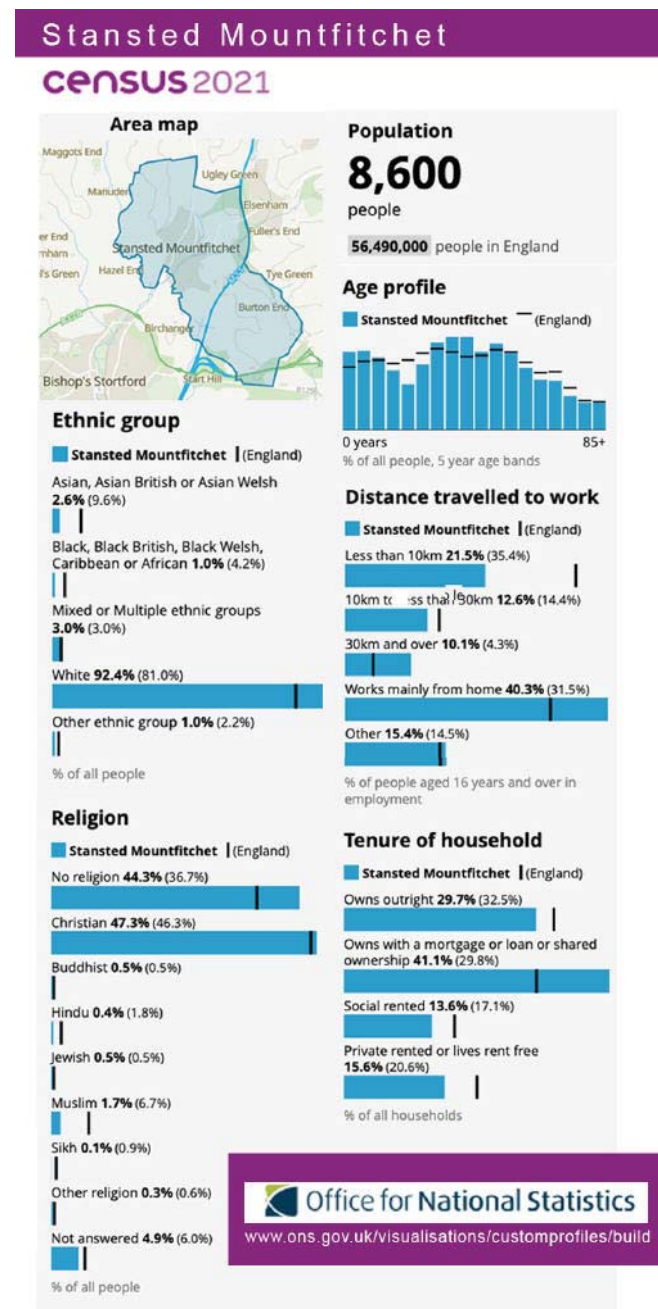 Stansted Mountfitchet
census 2021
Area map
Maggots End
Ugley Green
Manuden
Elsenham
er End
Fuller's End
rnham
Stansted Mountfitchet
l's Green
Hazel End
Tye Green
Burton End
Birchanger
Bishop's Stortford
Start Hill
Population
8,600
people
56,490,000 people in England
Age profile
Stansted Mountfitchet (England)
0 years 85+
% of all people, 5 year age bands
Ethnic group
Stansted Mountfitchet (England)
Asian, Asian British or Asian Welsh
2.6% (9.6%)
Black, Black British, Black Welsh,
Caribbean or African 1.0% (4.2%)
Mixed or Multiple ethnic groups
3.0% (3.0%)
White 92.4% (81.0%)
Other ethnic group 1.0% (2.2%)
% of all people
Distance travelled to work
Stansted Mountfitchet (England)
Less than 10km 21.5% (35.4%)
10km to ss than 30km 12.6% (14.4%)
30km and over 10.1% (4.3%)
Works mainly from home 40.3% (31.5%)
Other 15.4% (14.5%)
% of people aged 16 years and over in
employment
Religion
Stansted Mountfitchet (England)
No religion 44.3% (36.7%)
Christian 47.3% (46.3%)
Buddhist 0.5% (0.5%)
Hindu 0.4% (1.8%)
Jewish 0.5% (0.5%)
Muslim 1.7% (6.7%)
Sikh 0.1% (0.9%)
Other religion 0.3% (0.6%)
Not answered 4.9% (6.0%)
% of all people
Tenure of household
Stansted Mountfitchet (England)
Owns outright 29.7% (32.5%)
Owns with a mortgage or loan or shared
ownership 41.1% (29.8%)
Social rented 13.6% (17.1%)
Private rented or lives rent free
15.6% (20.6%)
% of all households
Office for National Statistics
www.ons.gov.uk/visualisations/customprofiles/build